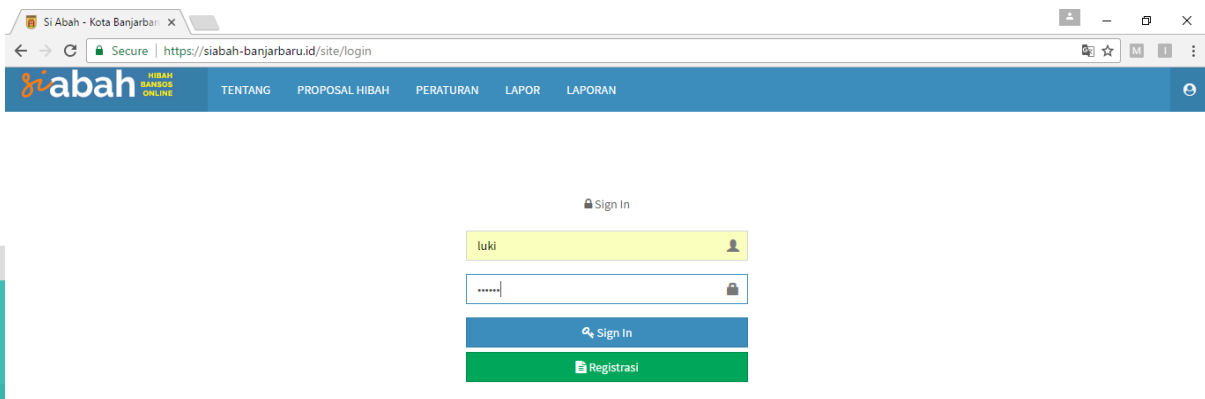 Si Abah - Kota Banjarbar
Secure | https://siabah-banjarbaru.id/site/login
siabah HIBAH BANSOS ONLINE
TENTANG PROPOSAL HIBAH PERATURAN LAPOR LAPORAN
Sign In
luki
••••••
Sign In
Registrasi